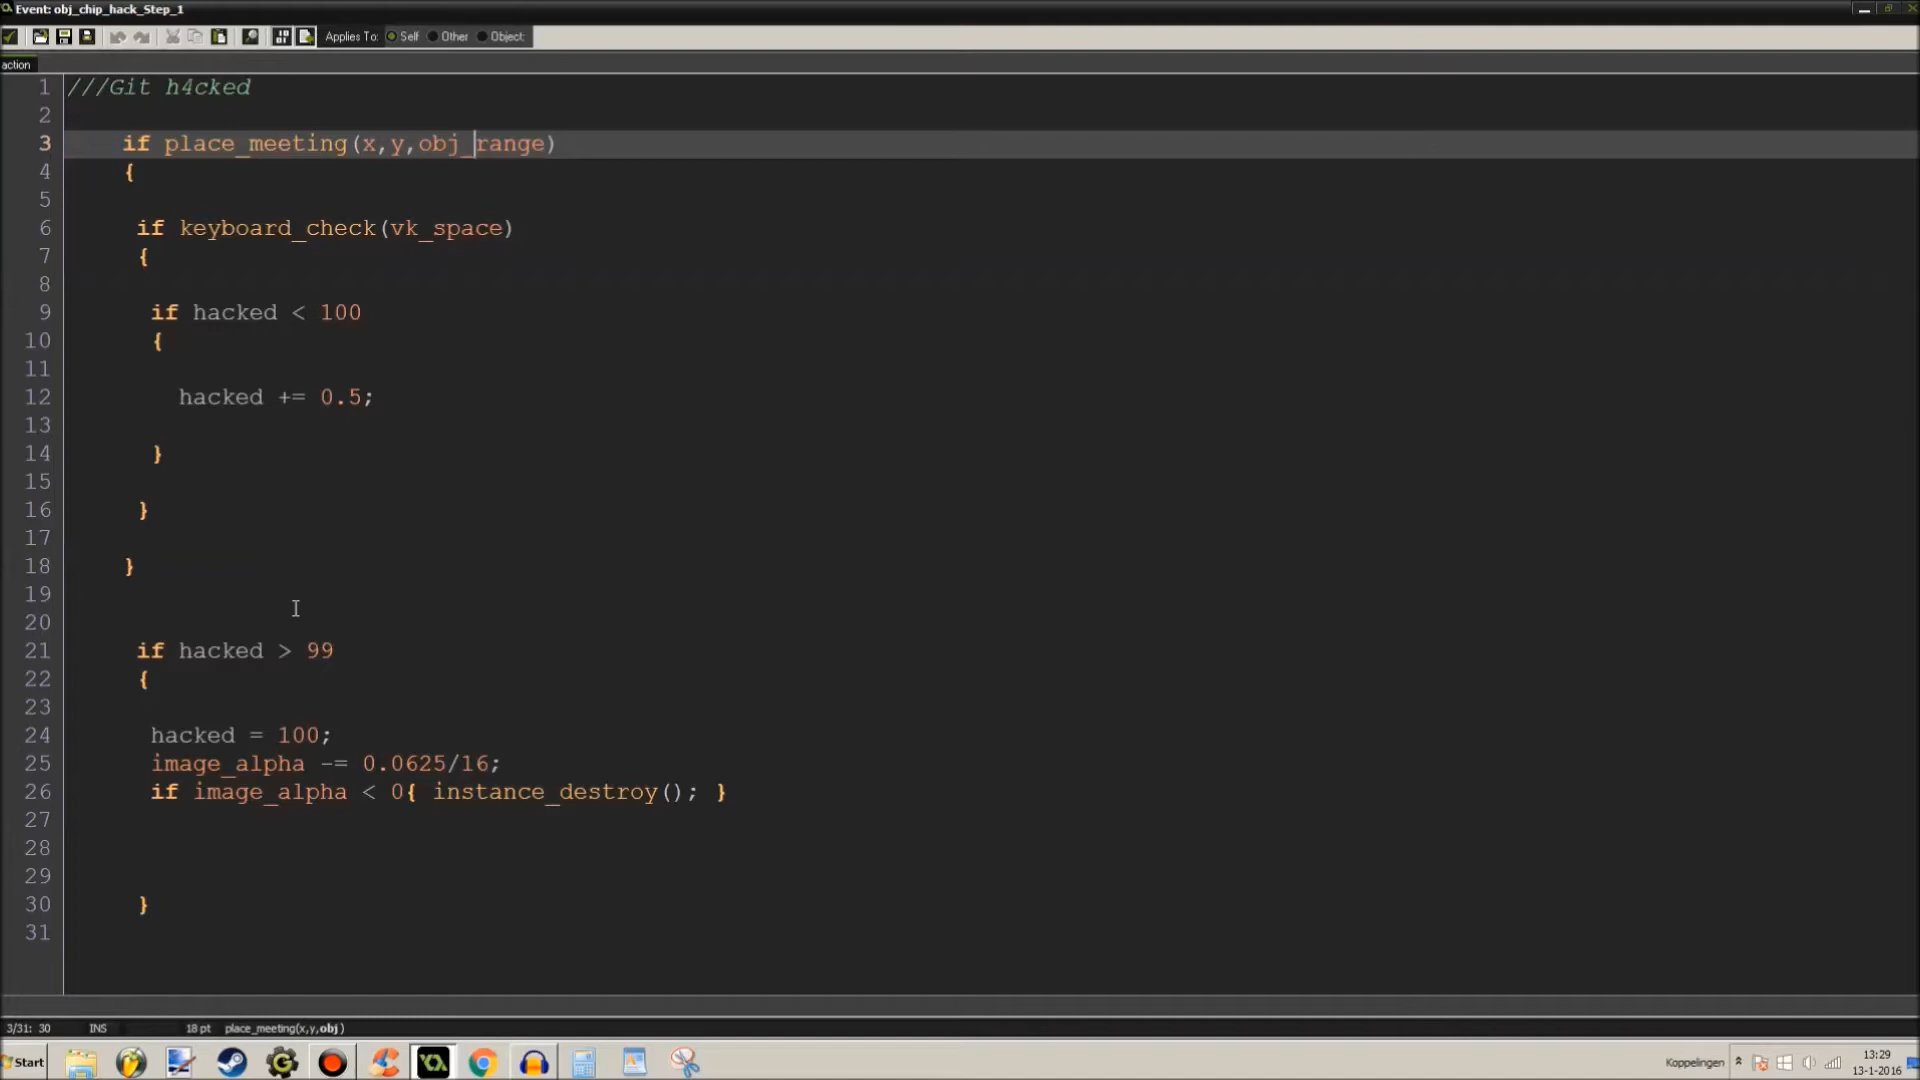 Event: obj_chip_hack_Step_1
Applies To: Self Other Object
action
1 ///Git h4cked
2
3 if place_meeting(x,y,obj_range)
4 {
5
6 if keyboard_check(vk_space)
7 {
8
9 if hacked < 100
10 {
11
12 hacked += 0.5;
13
14 }
15
16 }
17
18 }
19
20
21 if hacked > 99
22 {
23
24 hacked = 100;
25 image_alpha -= 0.0625/16;
26 if image_alpha < 0{ instance_destroy(); }
27
28
29
30 }
31
3/31: 30 INS 18 pt place_meeting(x,y,obj )
Start Koppelingen 13:29
13-1-2016